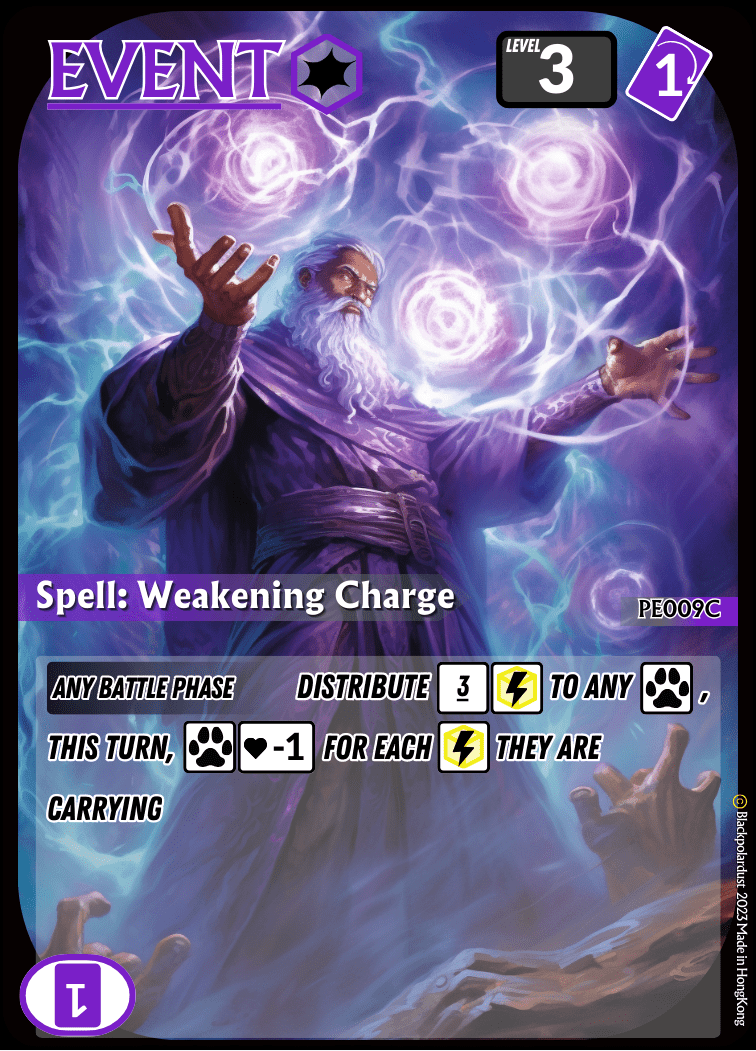 EVENT
LEVEL 3
1
Spell: Weakening Charge
PE009C
ANY BATTLE PHASE DISTRIBUTE 3 TO ANY ,
THIS TURN, -1 FOR EACH THEY ARE
CARRYING
© Blackpolardust 2023 Made in HongKong
1